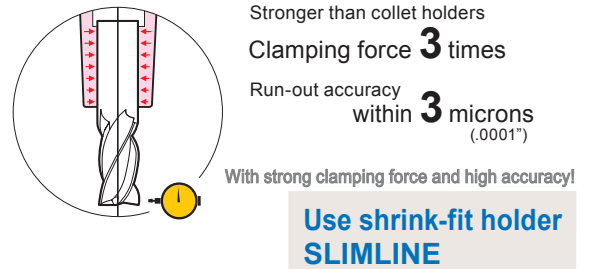 Stronger than collet holders
Clamping force 3 times
Run-out accuracy
within 3 microns
(.0001")
With strong clamping force and high accuracy!
Use shrink-fit holder
SLIMLINE